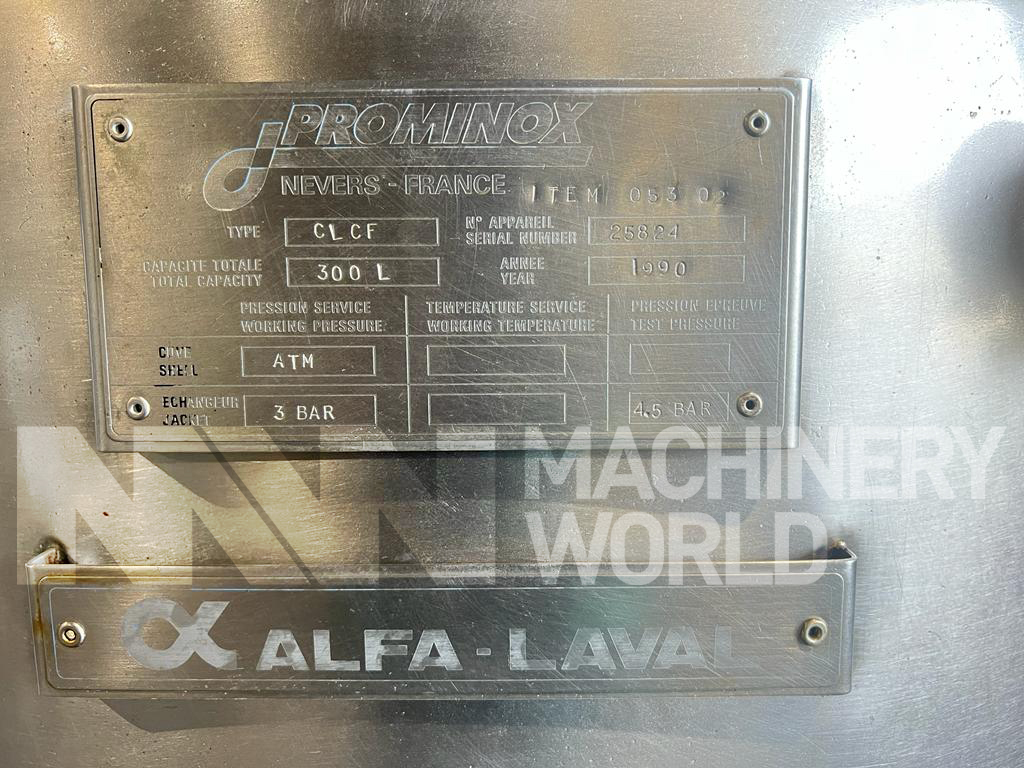 PROMINOX
NEVERS - FRANCE ITEM 053 02
TYPE CLCF N° APPAREIL SERIAL NUMBER 25824
CAPACITE TOTALE TOTAL CAPACITY 300 L ANNEE YEAR 1990
PRESSION SERVICE TEMPERATURE SERVICE PRESSION EPREUVE
WORKING PRESSURE WORKING TEMPERATURE TEST PRESSURE
CUVE
SHELL ATM
ECHANGEUR
JACKET 3 BAR 4.5 BAR
MACHINERY
WORLD
ALFA-LAVAL